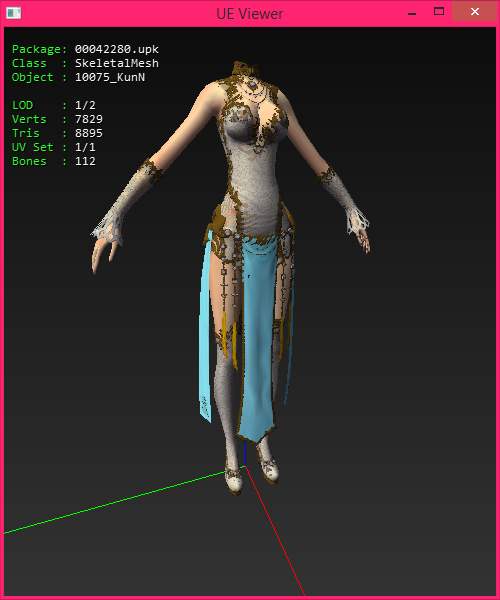 UE Viewer
Package: 00042280.upk
Class  : SkeletalMesh
Object : 10075_KunN
LOD    : 1/2
Verts  : 7829
Tris   : 8895
UV Set : 1/1
Bones  : 112